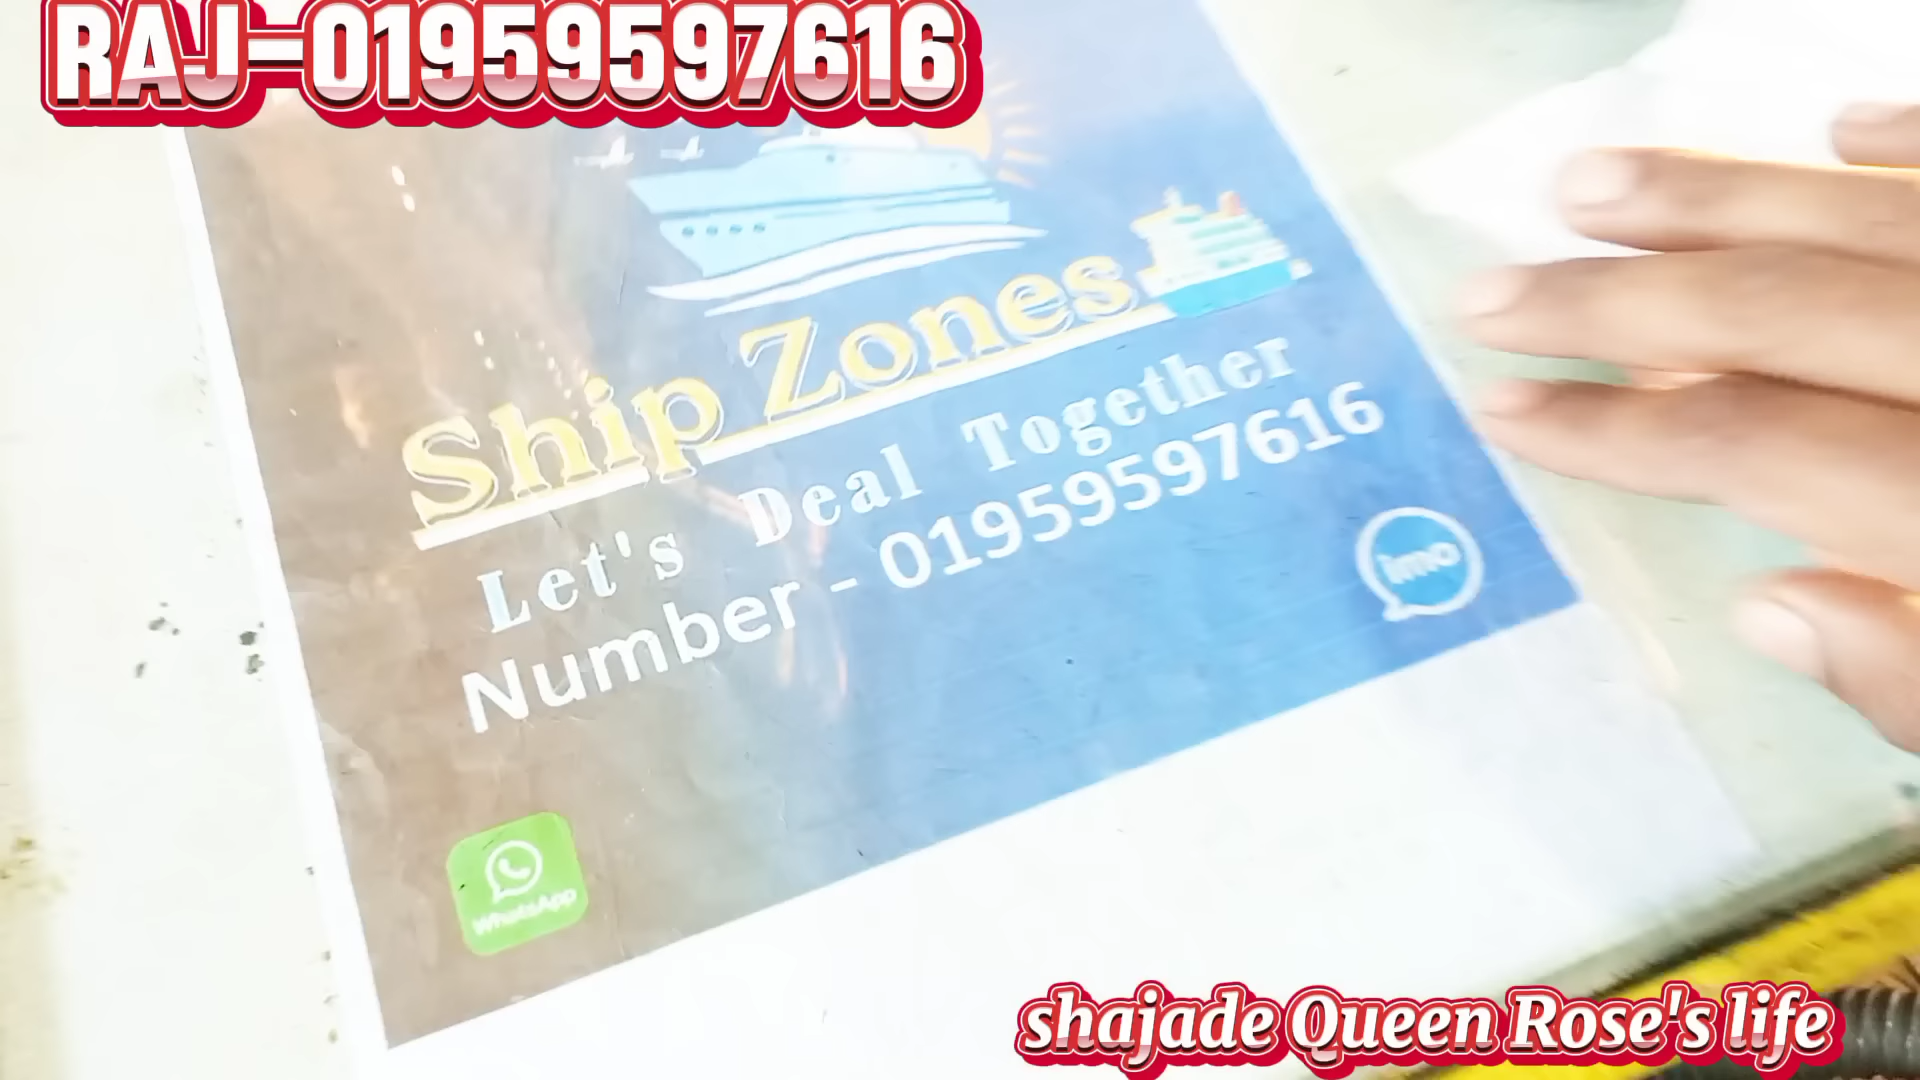 RAJ-01959597616
Ship Zones
Let's Deal Together
Number - 01959597616
imo
WhatsApp
shajade Queen Rose's life